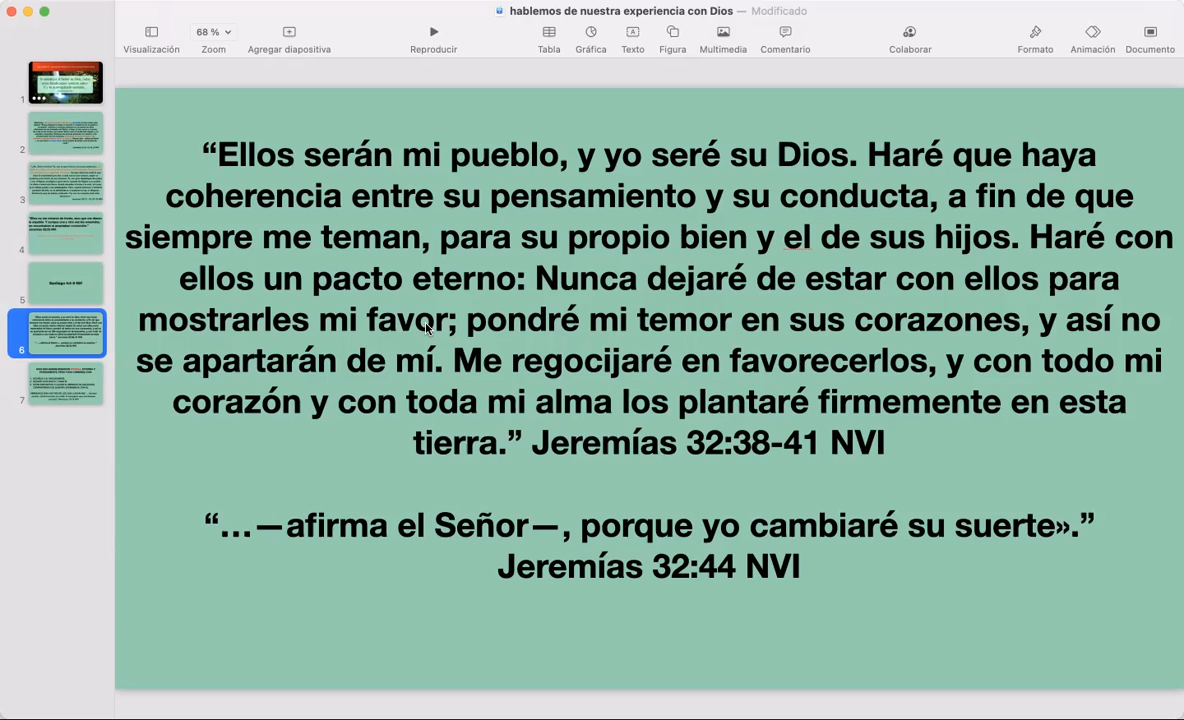 hablemos de nuestra experiencia con Dios — Modificado
68 %
Visualización Zoom Agregar diapositiva Reproducir Tabla Gráfica Texto Figura Multimedia Comentario Colaborar Formato Animación Documento
1
2
3
4
5
6
7
Santiago 4:4-8 NVI
“Ellos serán mi pueblo, y yo seré su Dios. Haré que haya
coherencia entre su pensamiento y su conducta, a fin de que
siempre me teman, para su propio bien y el de sus hijos. Haré con
ellos un pacto eterno: Nunca dejaré de estar con ellos para
mostrarles mi favor; pondré mi temor en sus corazones, y así no
se apartarán de mí. Me regocijaré en favorecerlos, y con todo mi
corazón y con toda mi alma los plantaré firmemente en esta
tierra.” Jeremías 32:38-41 NVI
“…—afirma el Señor—, porque yo cambiaré su suerte».”
Jeremías 32:44 NVI